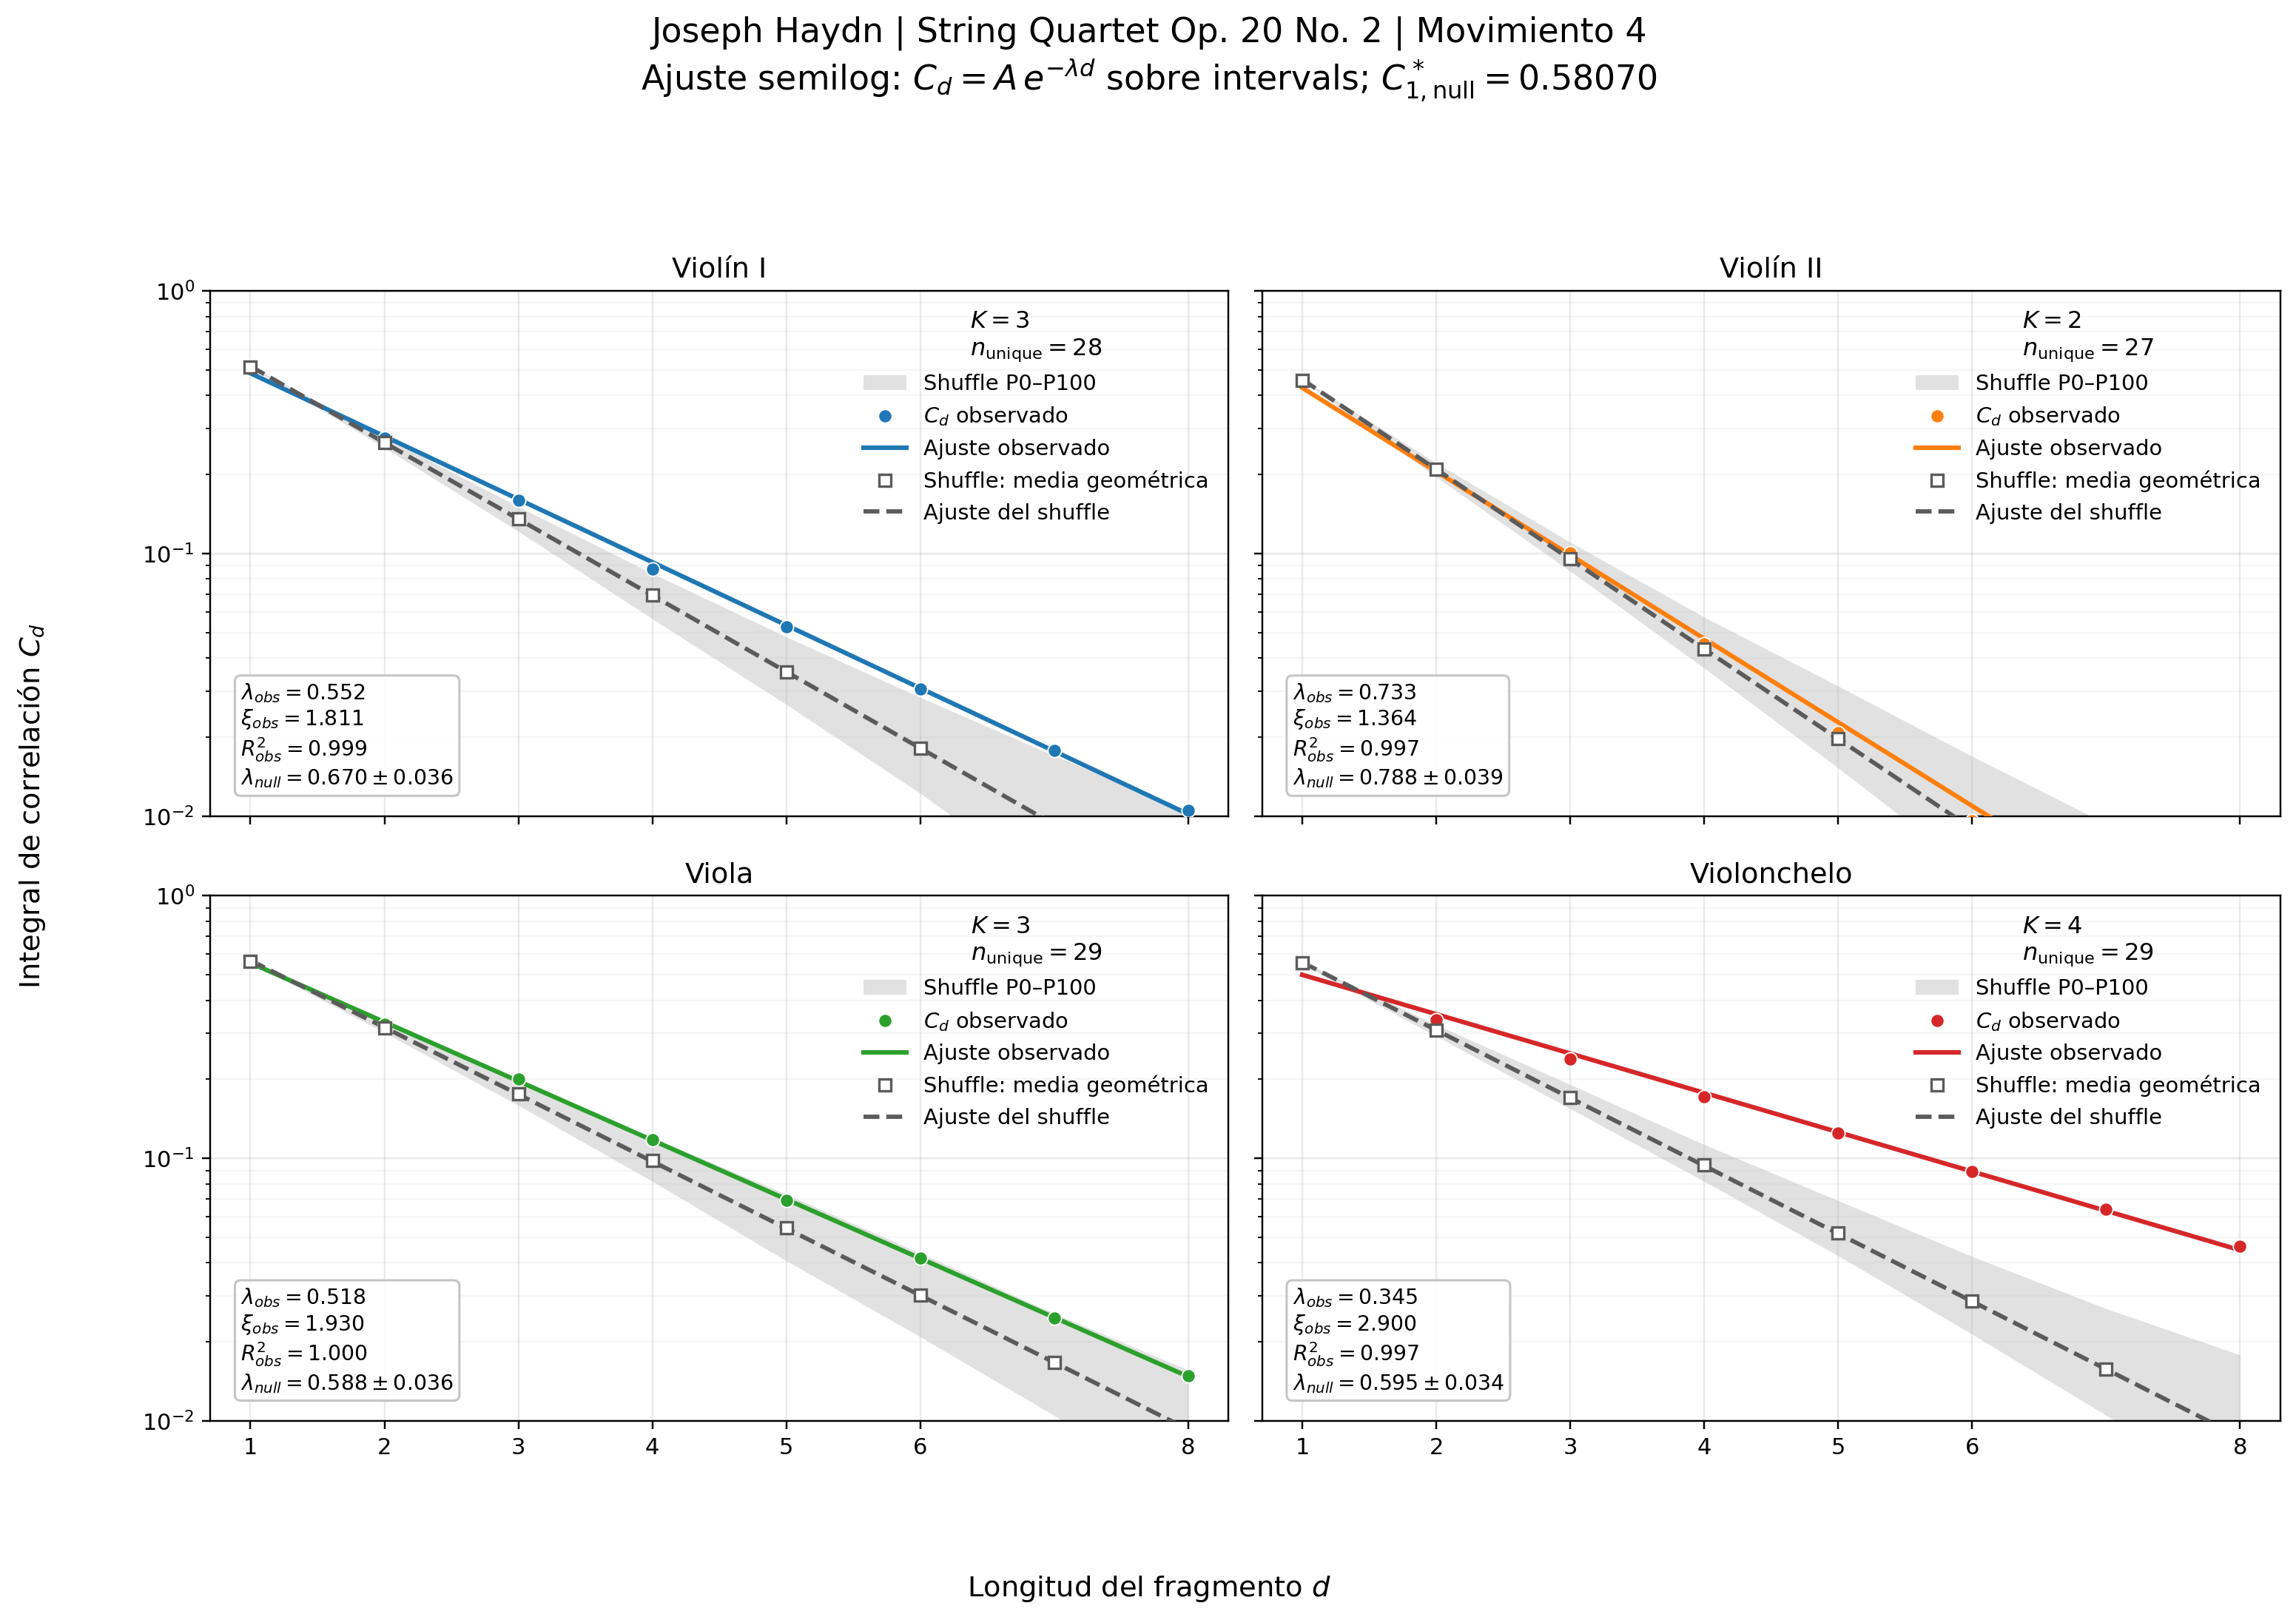 Joseph Haydn | String Quartet Op. 20 No. 2 | Movimiento 4
Ajuste semilog: $C_d = A\,e^{-\lambda d}$ sobre intervals; $C^*_{1,\mathrm{null}} = 0.58070$
Integral de correlación $C_d$
Violín I
10⁰
10⁻¹
10⁻²
K = 3
n_unique = 28
Shuffle P0–P100
C_d observado
Ajuste observado
Shuffle: media geométrica
Ajuste del shuffle
λ_obs = 0.552
ξ_obs = 1.811
R²_obs = 0.999
λ_null = 0.670 ± 0.036
Violín II
K = 2
n_unique = 27
Shuffle P0–P100
C_d observado
Ajuste observado
Shuffle: media geométrica
Ajuste del shuffle
λ_obs = 0.733
ξ_obs = 1.364
R²_obs = 0.997
λ_null = 0.788 ± 0.039
Viola
10⁰
10⁻¹
10⁻²
K = 3
n_unique = 29
Shuffle P0–P100
C_d observado
Ajuste observado
Shuffle: media geométrica
Ajuste del shuffle
λ_obs = 0.518
ξ_obs = 1.930
R²_obs = 1.000
λ_null = 0.588 ± 0.036
1 2 3 4 5 6 8
Violonchelo
K = 4
n_unique = 29
Shuffle P0–P100
C_d observado
Ajuste observado
Shuffle: media geométrica
Ajuste del shuffle
λ_obs = 0.345
ξ_obs = 2.900
R²_obs = 0.997
λ_null = 0.595 ± 0.034
1 2 3 4 5 6 8
Longitud del fragmento d